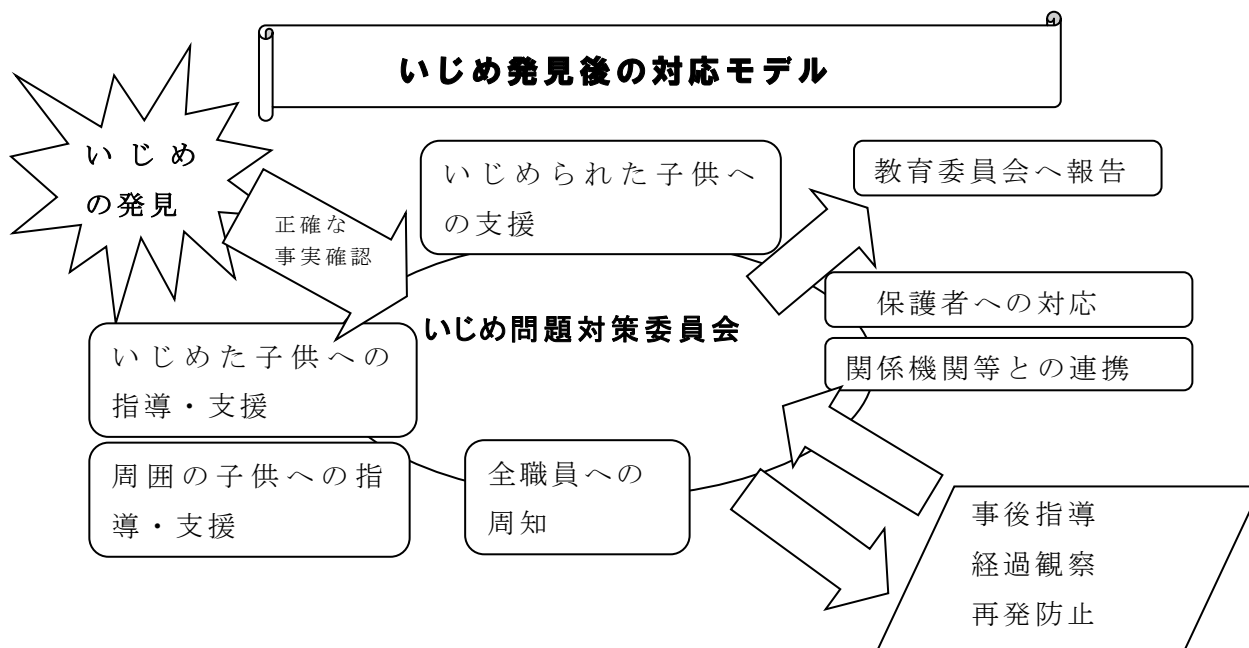 いじめ発見後の対応モデル
いじめ
の発見
正確な
事実確認
いじめられた子供へ
の支援
教育委員会へ報告
保護者への対応
関係機関等との連携
いじめ問題対策委員会
いじめた子供への
指導・支援
周囲の子供への指
導・支援
全職員への
周知
事後指導
経過観察
再発防止